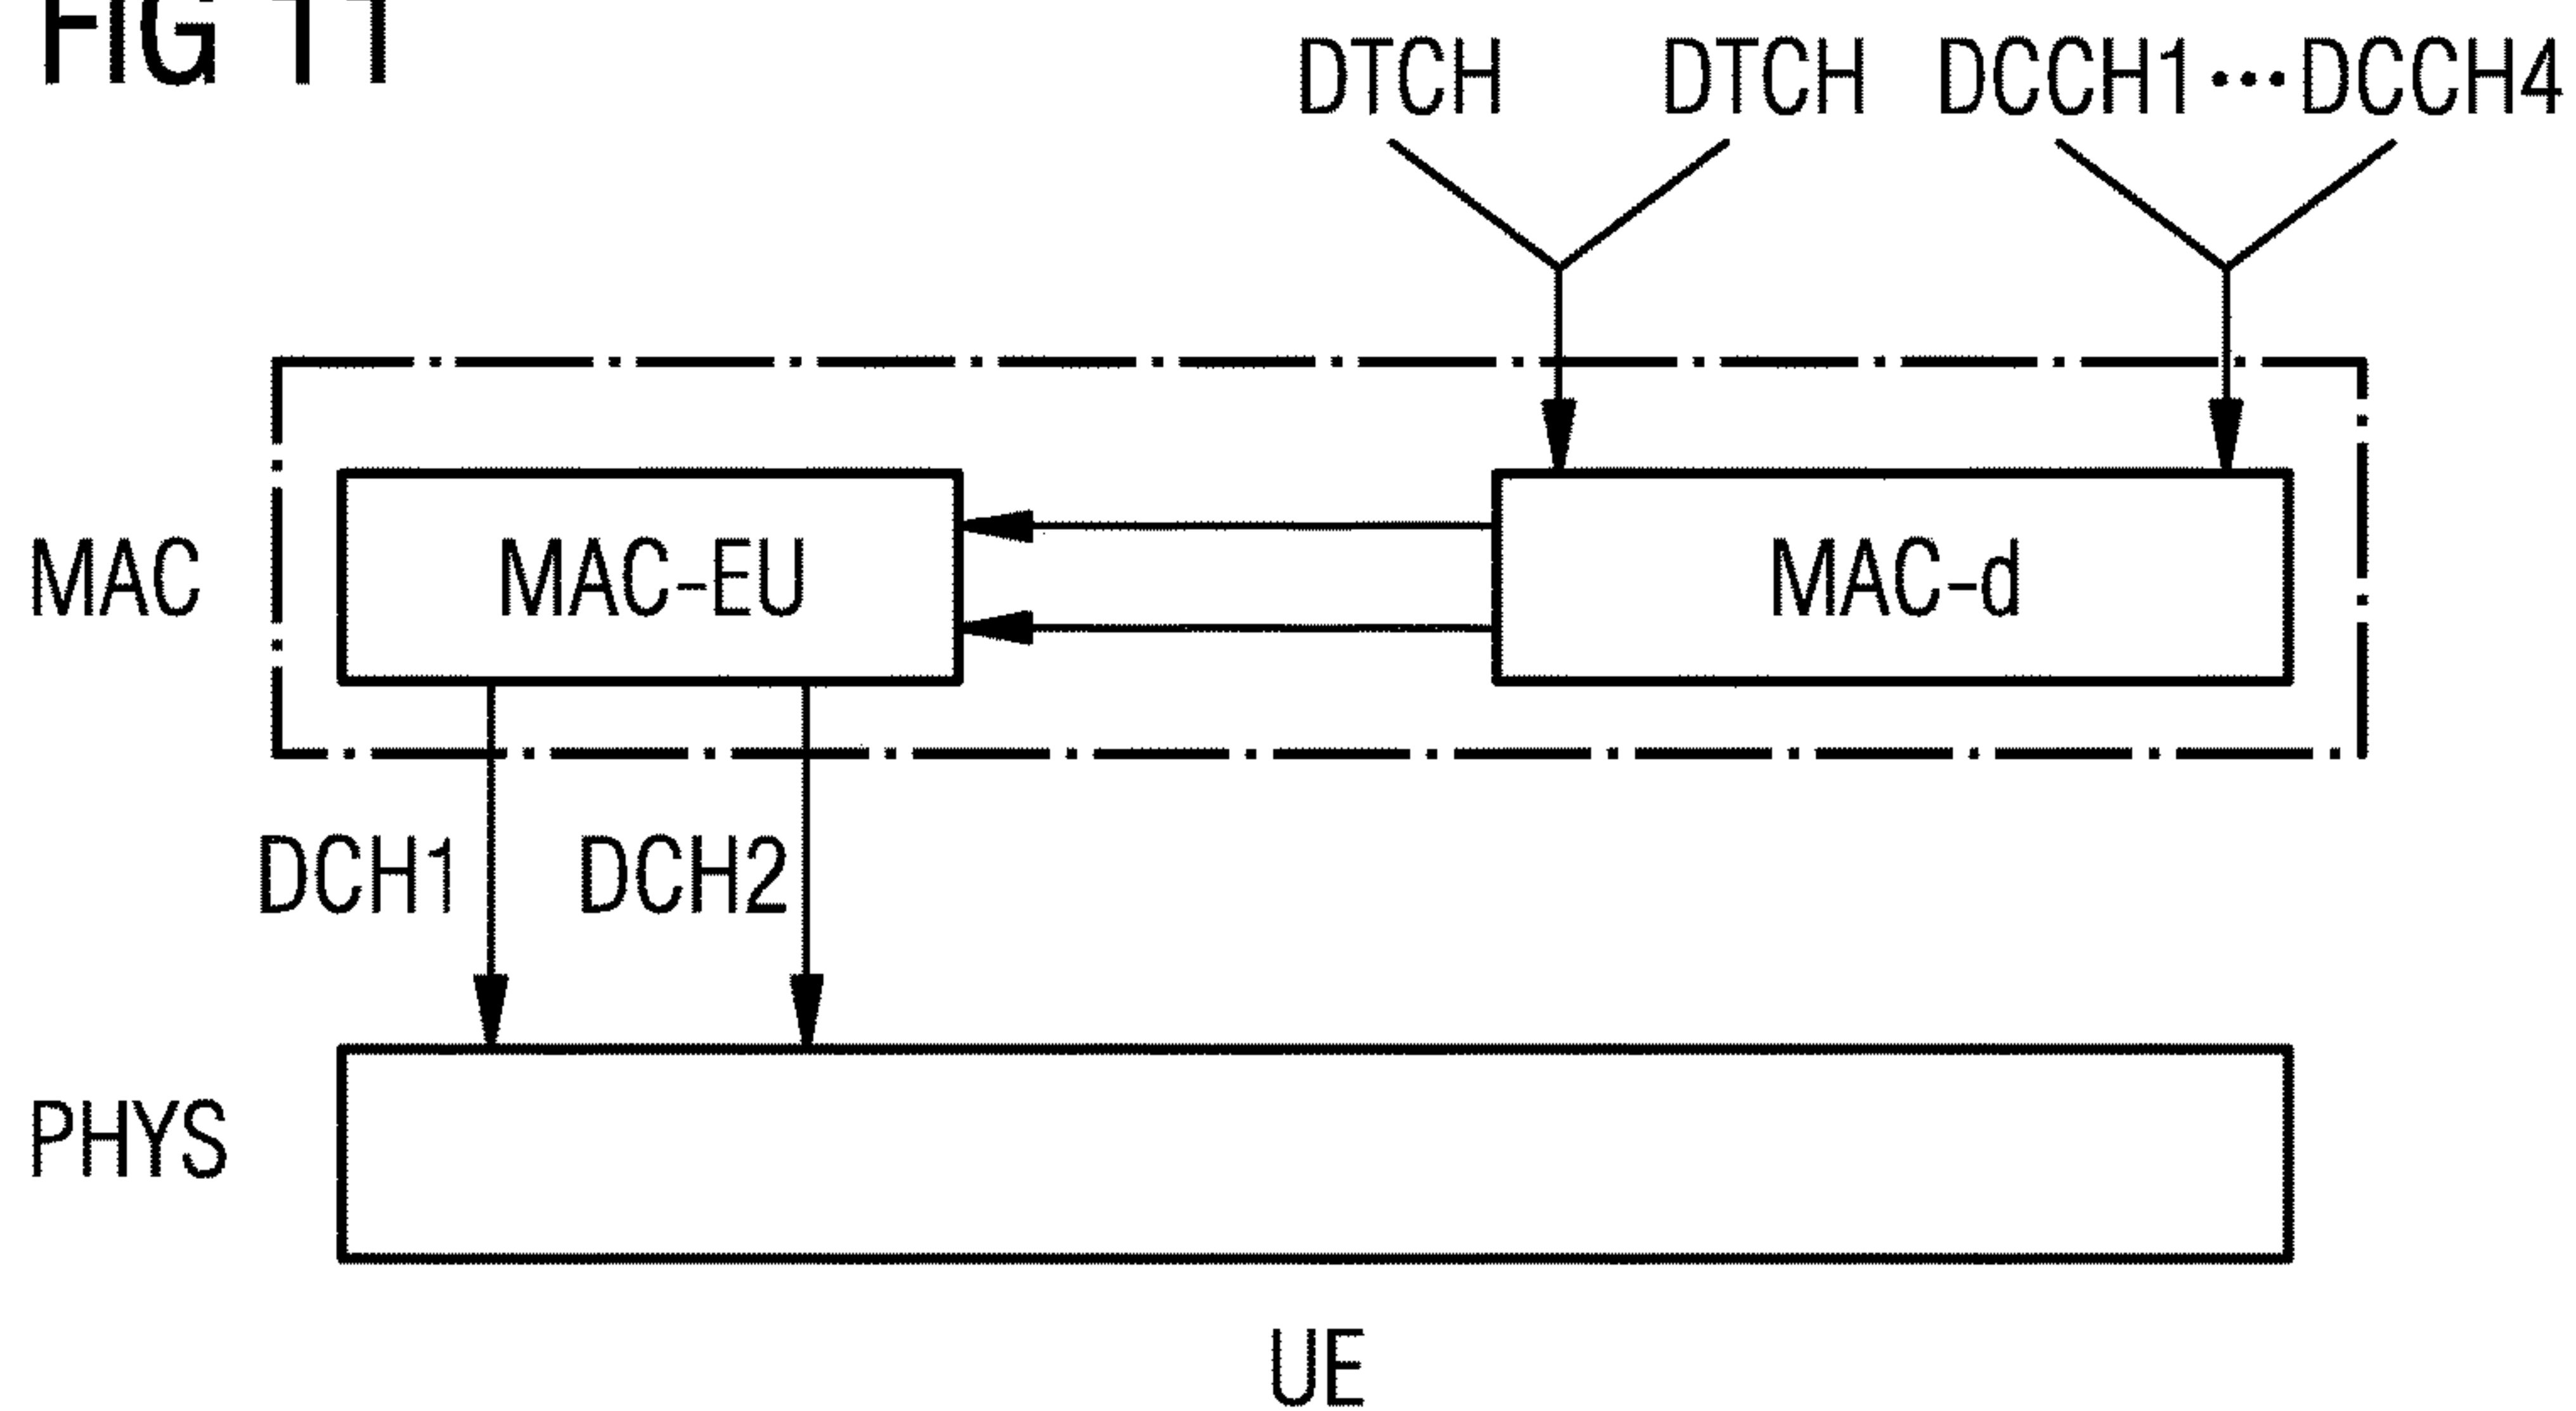 FIG 11
DTCH DTCH DCCH1...DCCH4
MAC MAC-EU MAC-d
DCH1 DCH2
PHYS
UE